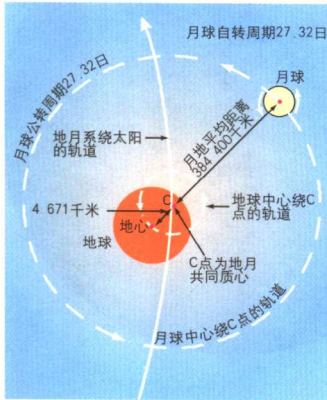 月球自转周期27.32日
月球
月球公转周期27.32日
地月系绕太阳
的轨道
月地平均距离
384 400千米
C
4 671千米
地心
地球
地球中心绕C
点的轨道
C点为地月
共同质心
月球中心绕C点的轨道